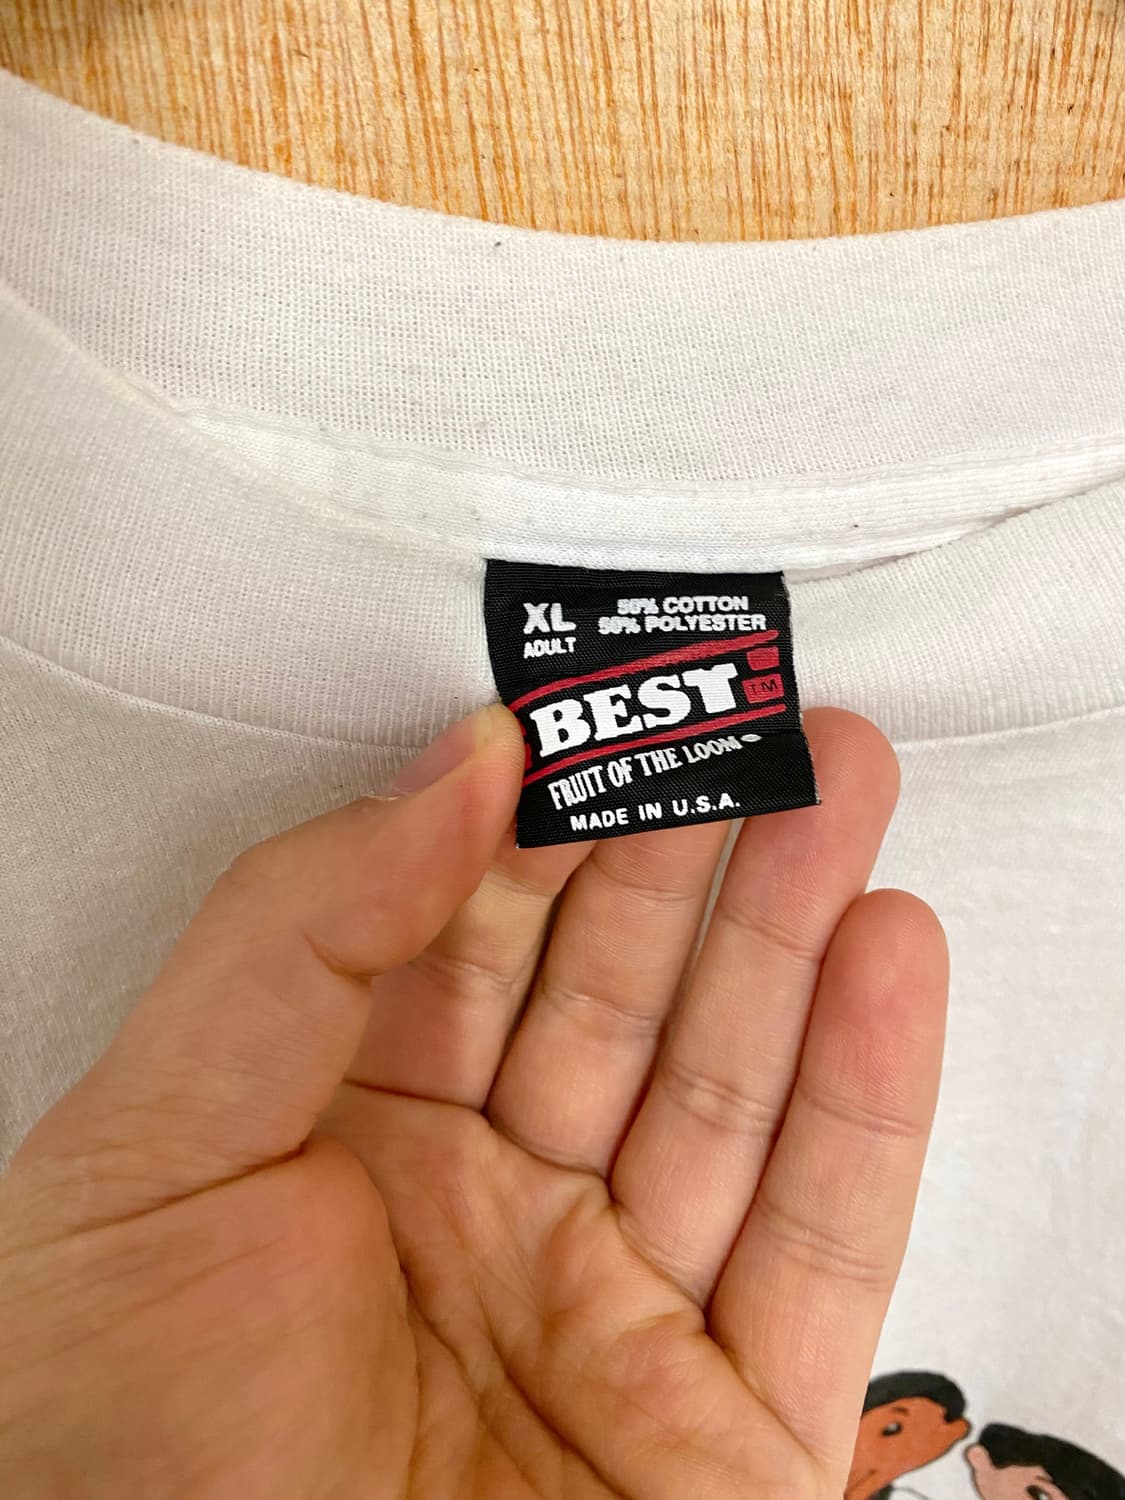 XL
ADULT
50% COTTON
50% POLYESTER
BEST
TM
FRUIT OF THE LOOM
MADE IN U.S.A.